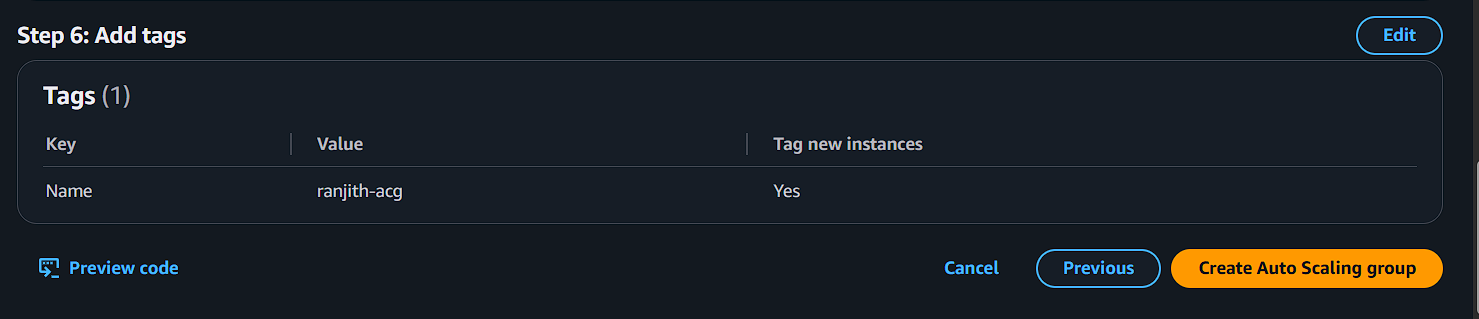 Step 6: Add tags
Edit
Tags (1)
Key Value Tag new instances
Name ranjith-acg Yes
Preview code Cancel Previous Create Auto Scaling group